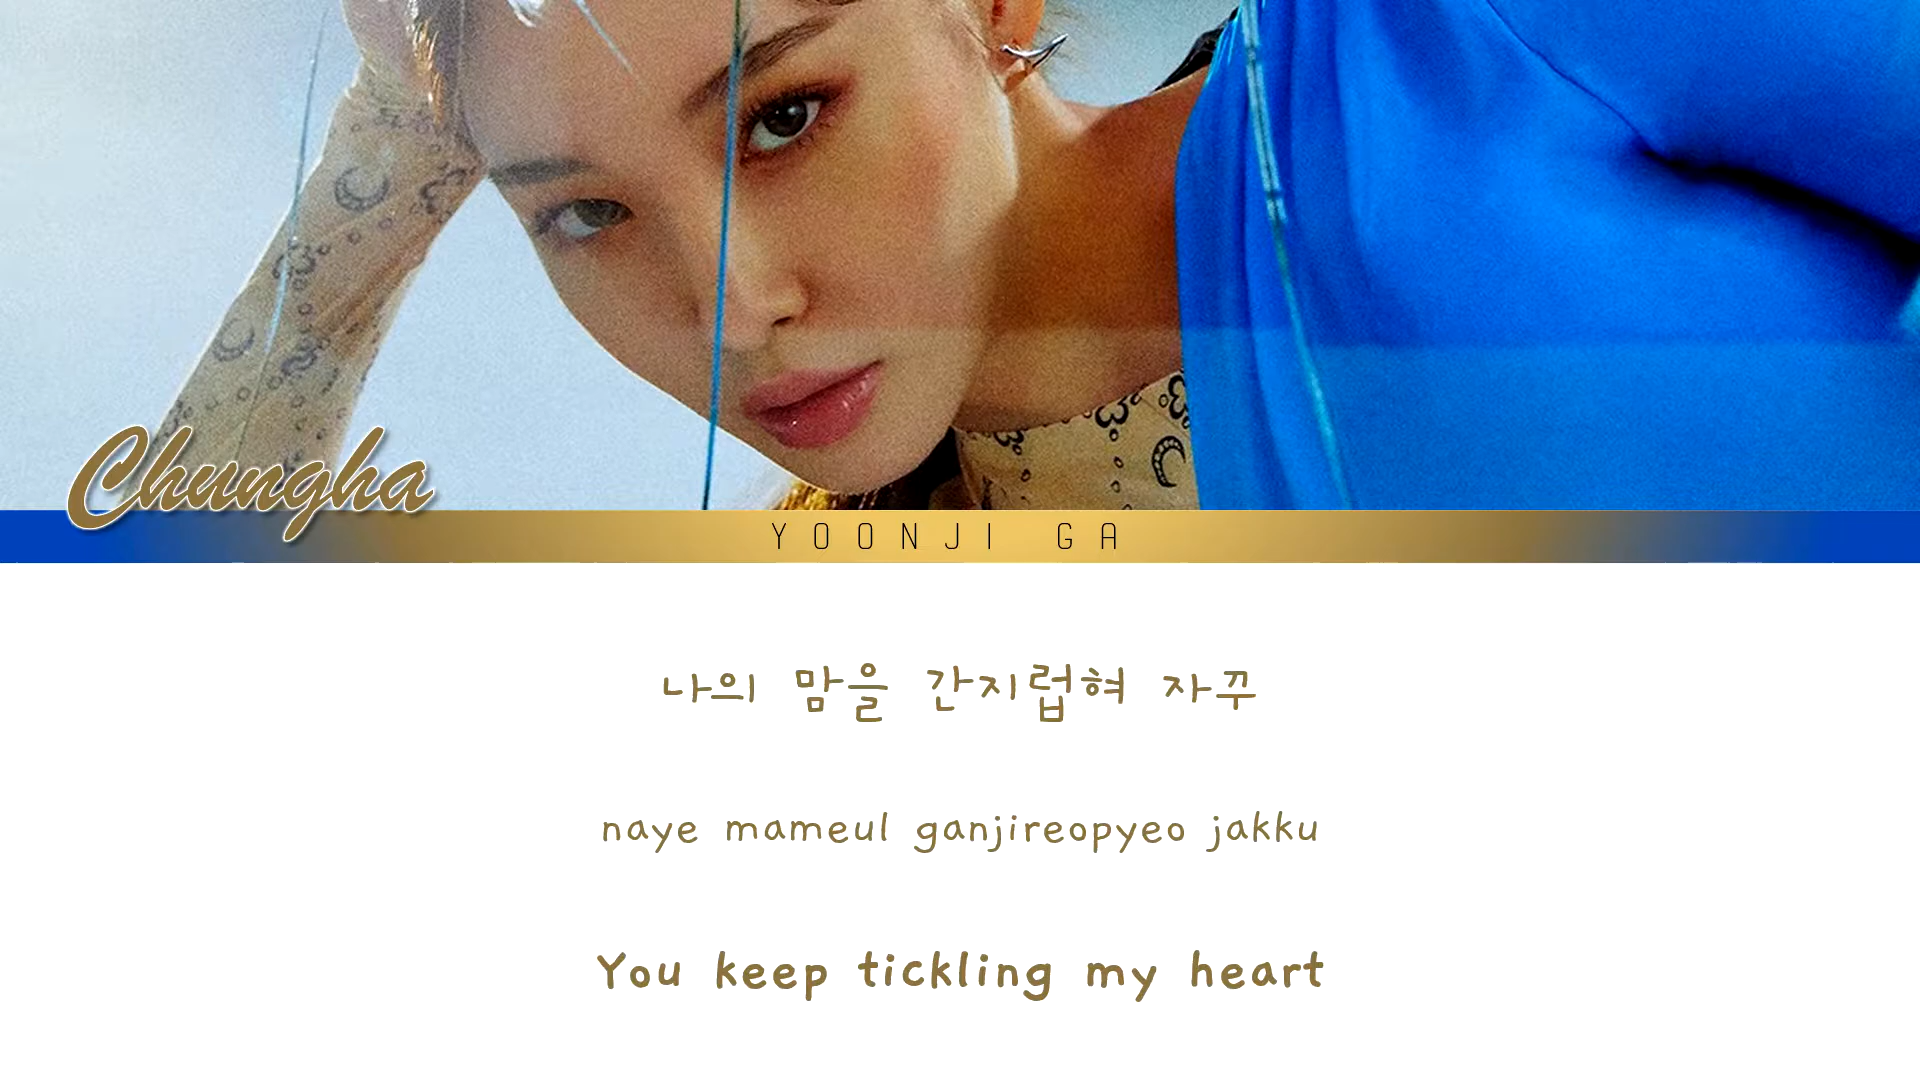 Chungha
YOONJI GA
나의 맘을 간지럽혀 자꾸
naye mameul ganjireopyeo jakku
You keep tickling my heart